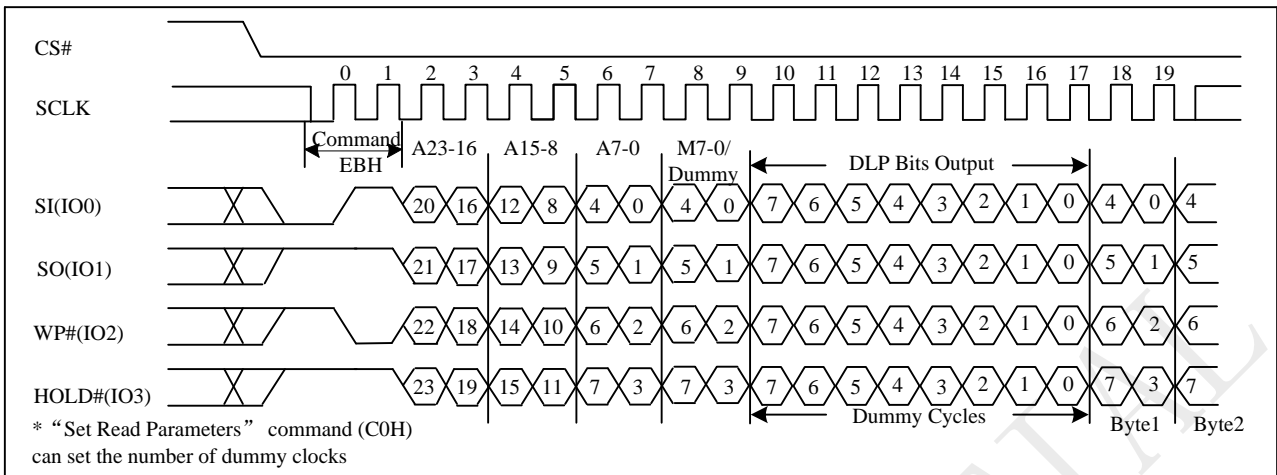 CS#
0 1 2 3 4 5 6 7 8 9 10 11 12 13 14 15 16 17 18 19
SCLK
Command EBH A23-16 A15-8 A7-0 M7-0/ Dummy DLP Bits Output
SI(IO0) 20 16 12 8 4 0 4 0 7 6 5 4 3 2 1 0 4 0 4
SO(IO1) 21 17 13 9 5 1 5 1 7 6 5 4 3 2 1 0 5 1 5
WP#(IO2) 22 18 14 10 6 2 6 2 7 6 5 4 3 2 1 0 6 2 6
HOLD#(IO3) 23 19 15 11 7 3 7 3 7 6 5 4 3 2 1 0 7 3 7
Dummy Cycles Byte1 Byte2
* “Set Read Parameters” command (C0H)
can set the number of dummy clocks